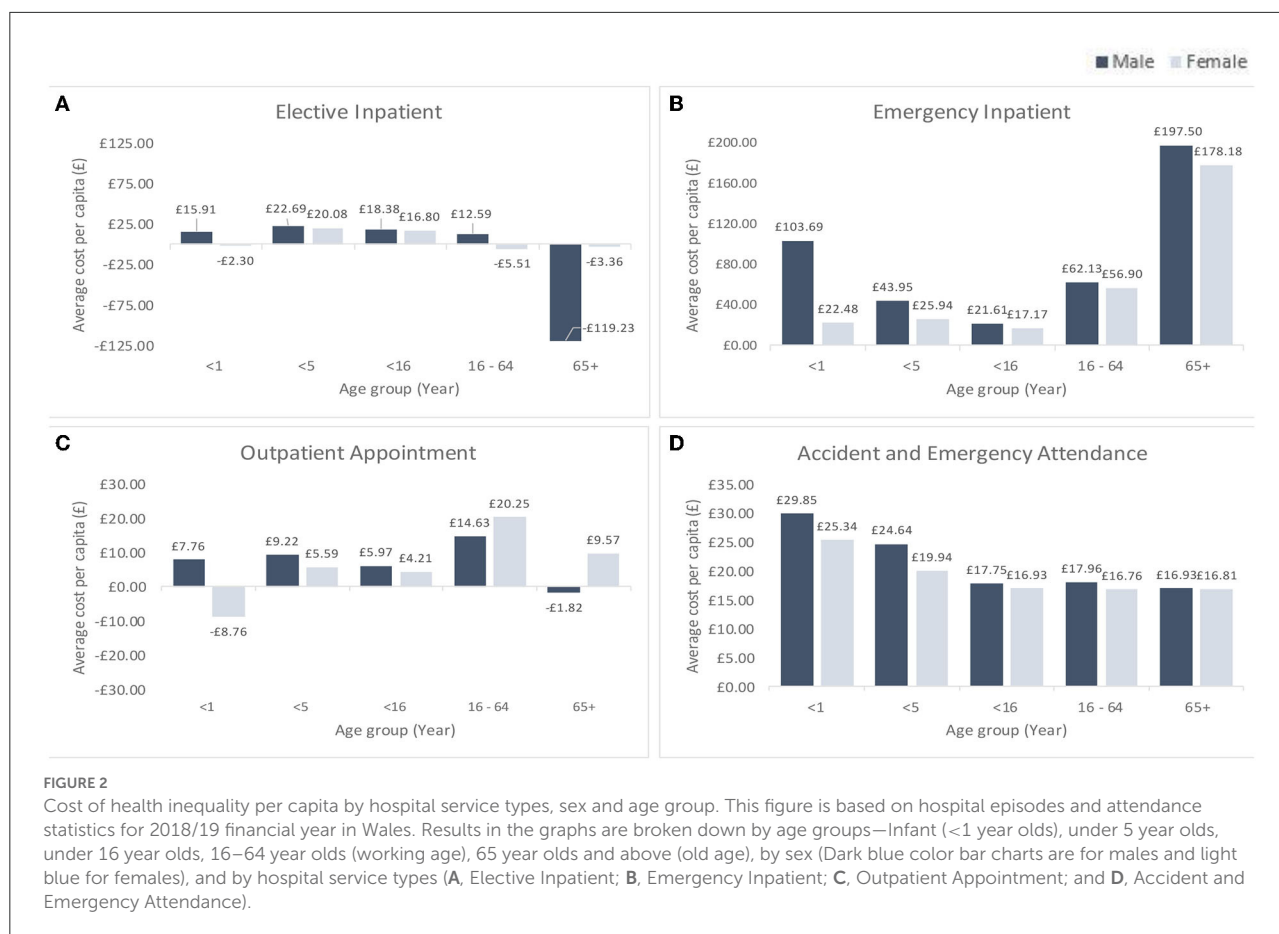 Male Female
A
Elective Inpatient
Average cost per capita (£)
£125.00
£75.00
£25.00
-£25.00
-£75.00
-£125.00
£15.91
-£2.30
£22.69
£20.08
£18.38
£16.80
£12.59
-£5.51
-£119.23
-£3.36
<1 <5 <16 16 - 64 65+
Age group (Year)
B
Emergency Inpatient
Average cost per capita (£)
£200.00
£160.00
£120.00
£80.00
£40.00
£0.00
£103.69
£22.48
£43.95
£25.94
£21.61
£17.17
£62.13
£56.90
£197.50
£178.18
<1 <5 <16 16 - 64 65+
Age group (Year)
C
Outpatient Appointment
Average cost per capita (£)
£30.00
£20.00
£10.00
£0.00
-£10.00
-£20.00
-£30.00
£7.76
-£8.76
£9.22
£5.59
£5.97
£4.21
£14.63
£20.25
-£1.82
£9.57
<1 <5 <16 16 - 64 65+
Age group (Year)
D
Accident and Emergency Attendance
Average cost per capita (£)
£35.00
£30.00
£25.00
£20.00
£15.00
£10.00
£5.00
£0.00
£29.85
£25.34
£24.64
£19.94
£17.75
£16.93
£17.96
£16.76
£16.93
£16.81
<1 <5 <16 16 - 64 65+
Age group (Year)
FIGURE 2
Cost of health inequality per capita by hospital service types, sex and age group. This figure is based on hospital episodes and attendance
statistics for 2018/19 financial year in Wales. Results in the graphs are broken down by age groups—Infant (<1 year olds), under 5 year olds,
under 16 year olds, 16–64 year olds (working age), 65 year olds and above (old age), by sex (Dark blue color bar charts are for males and light
blue for females), and by hospital service types (A, Elective Inpatient; B, Emergency Inpatient; C, Outpatient Appointment; and D, Accident and
Emergency Attendance).